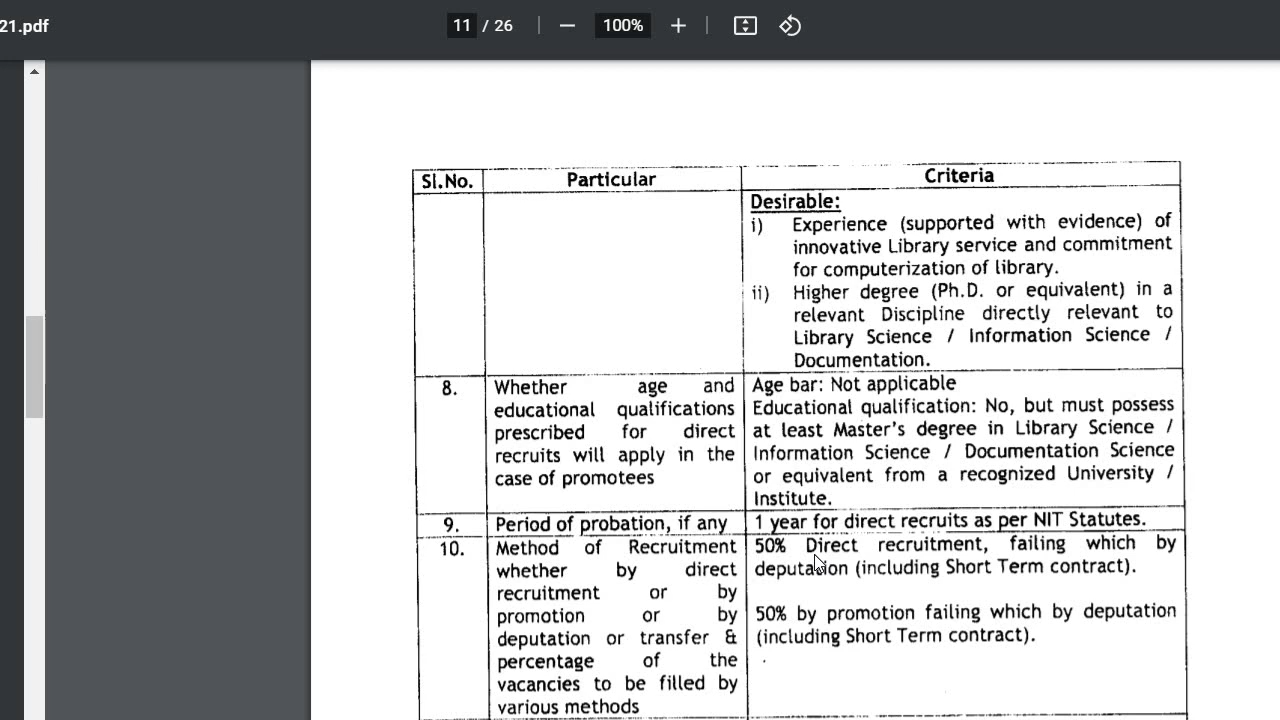 21.pdf
11 / 26
100%
Sl.No. Particular Criteria
Desirable:
i) Experience (supported with evidence) of
innovative Library service and commitment
for computerization of library.
ii) Higher degree (Ph.D. or equivalent) in a
relevant Discipline directly relevant to
Library Science / Information Science /
Documentation.
8. Whether age and
educational qualifications
prescribed for direct
recruits will apply in the
case of promotees
Age bar: Not applicable
Educational qualification: No, but must possess
at least Master's degree in Library Science /
Information Science / Documentation Science
or equivalent from a recognized University /
Institute.
9. Period of probation, if any
1 year for direct recruits as per NIT Statutes.
10. Method of Recruitment
whether by direct
recruitment or by
promotion or by
deputation or transfer &
percentage of the
vacancies to be filled by
various methods
50% Direct recruitment, failing which by
deputation (including Short Term contract).
50% by promotion failing which by deputation
(including Short Term contract).